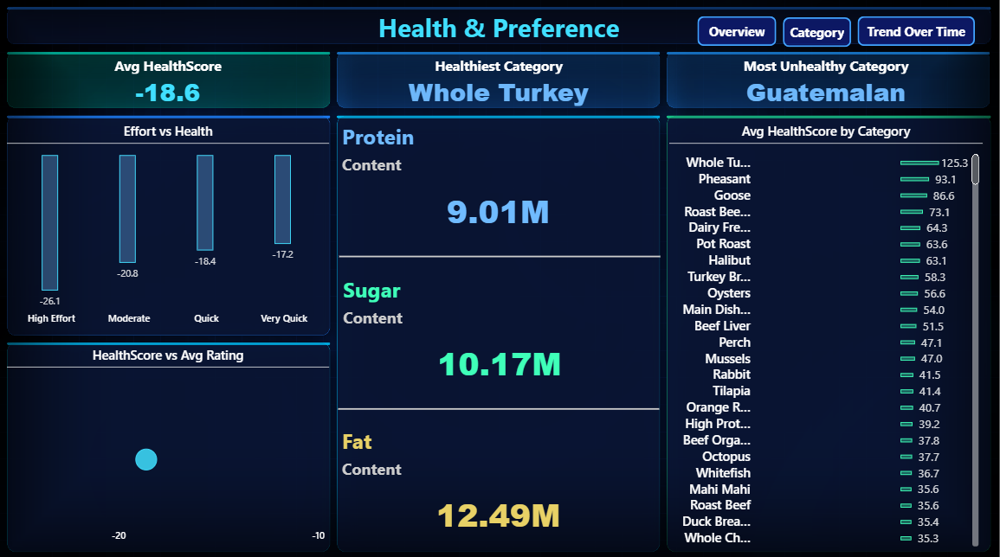 Health & Preference
Overview
Category
Trend Over Time
Avg HealthScore
-18.6
Healthiest Category
Whole Turkey
Most Unhealthy Category
Guatemalan
Effort vs Health
-26.1
-20.8
-18.4
-17.2
High Effort
Moderate
Quick
Very Quick
HealthScore vs Avg Rating
-20
-10
Protein
Content
9.01M
Sugar
Content
10.17M
Fat
Content
12.49M
Avg HealthScore by Category
Whole Tu... 125.3
Pheasant 93.1
Goose 86.6
Roast Bee... 73.1
Dairy Fre... 64.3
Pot Roast 63.6
Halibut 63.1
Turkey Br... 58.3
Oysters 56.6
Main Dish... 54.0
Beef Liver 51.5
Perch 47.1
Mussels 47.0
Rabbit 41.5
Tilapia 41.4
Orange R... 40.7
High Prot... 39.2
Beef Orga... 37.8
Octopus 37.7
Whitefish 36.7
Mahi Mahi 35.6
Roast Beef 35.6
Duck Brea... 35.4
Whole Ch... 35.3